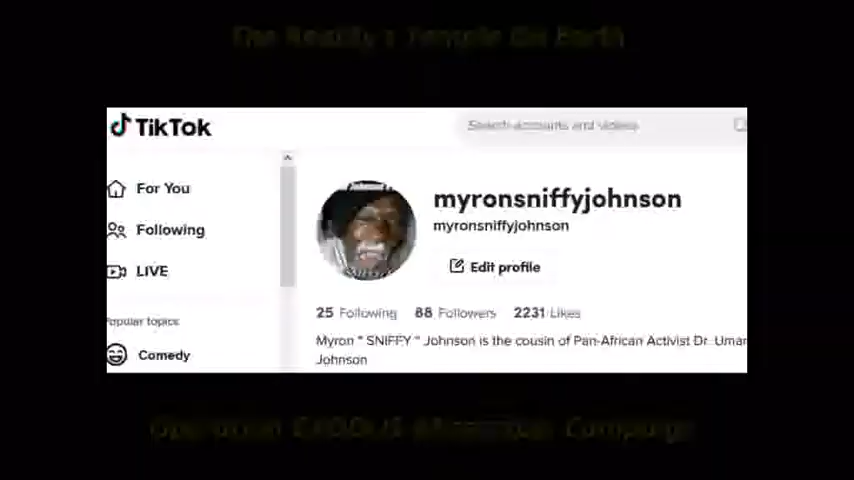 The Reality's Temple On Earth
TikTok
Search accounts and videos
For You
Following
LIVE
Popular topics
Comedy
myronsniffyjohnson
myronsniffyjohnson
Edit profile
25 Following 88 Followers 2231 Likes
Myron " SNIFFY " Johnson is the cousin of Pan-African Activist Dr. Umar
Johnson
Operation EXODUS Campaign